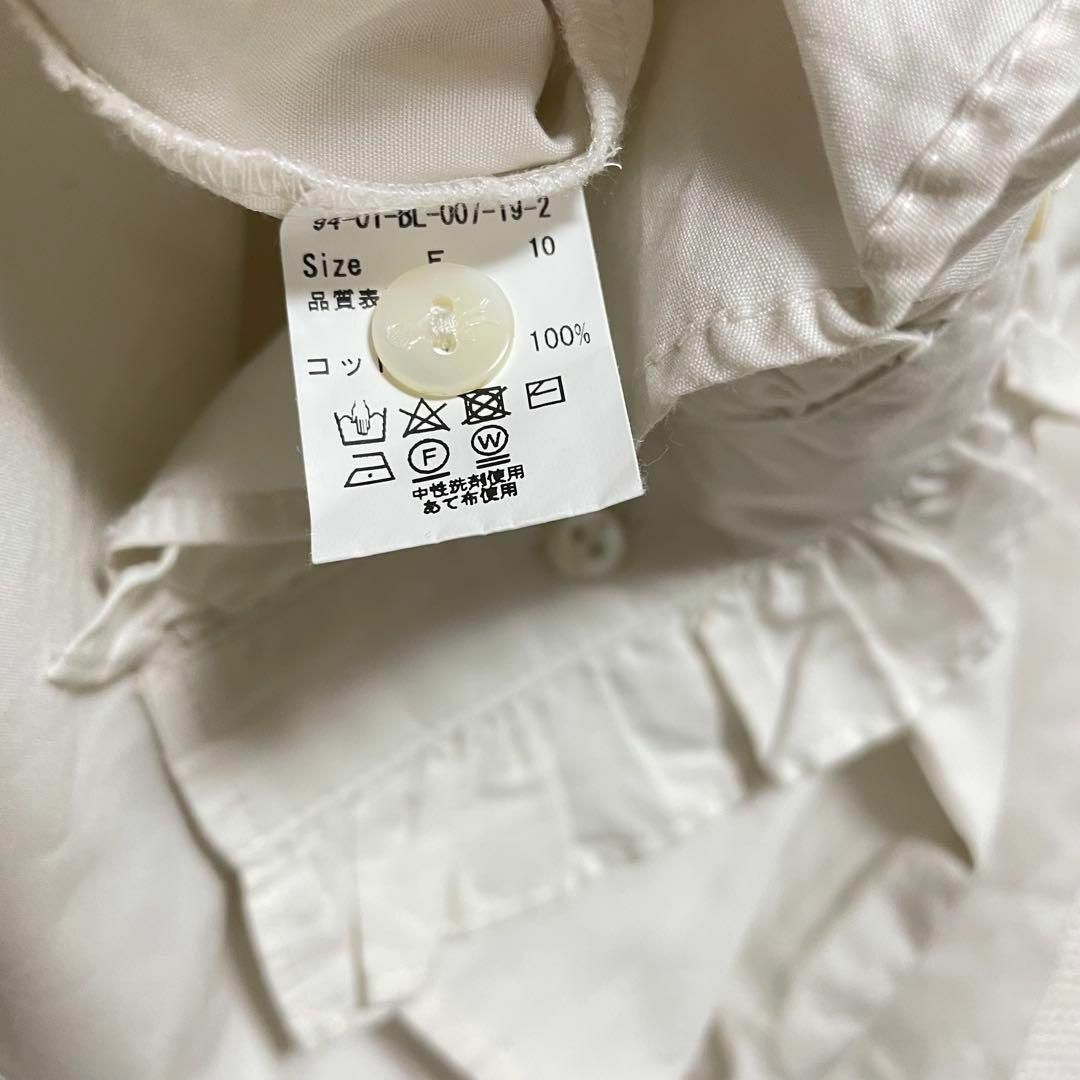 94-01-BL-007-19-2
Size F 10
品質表
コット 100%
F W
中性洗剤使用
あて布使用